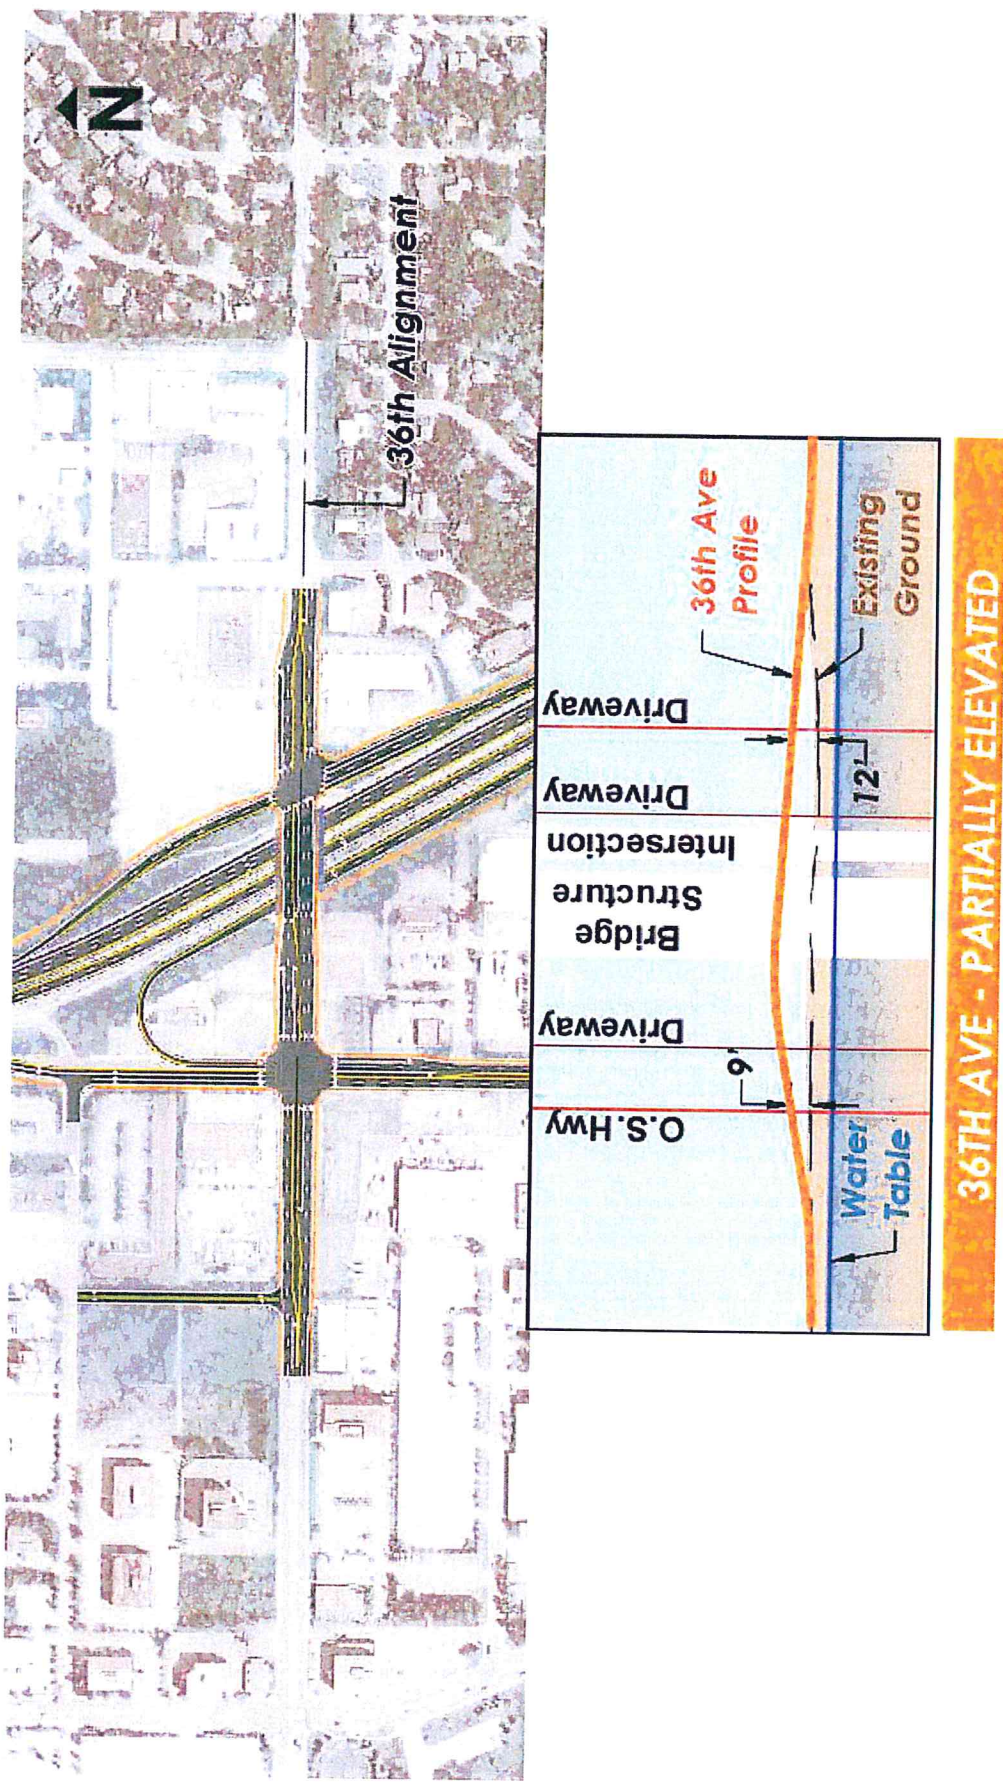 N
36th Alignment
O.S. Hwy
Driveway
Bridge
Structure
Intersection
Driveway
Driveway
9'
12'
36th Ave
Profile
Water
Table
Existing
Ground
36TH AVE - PARTIALLY ELEVATED